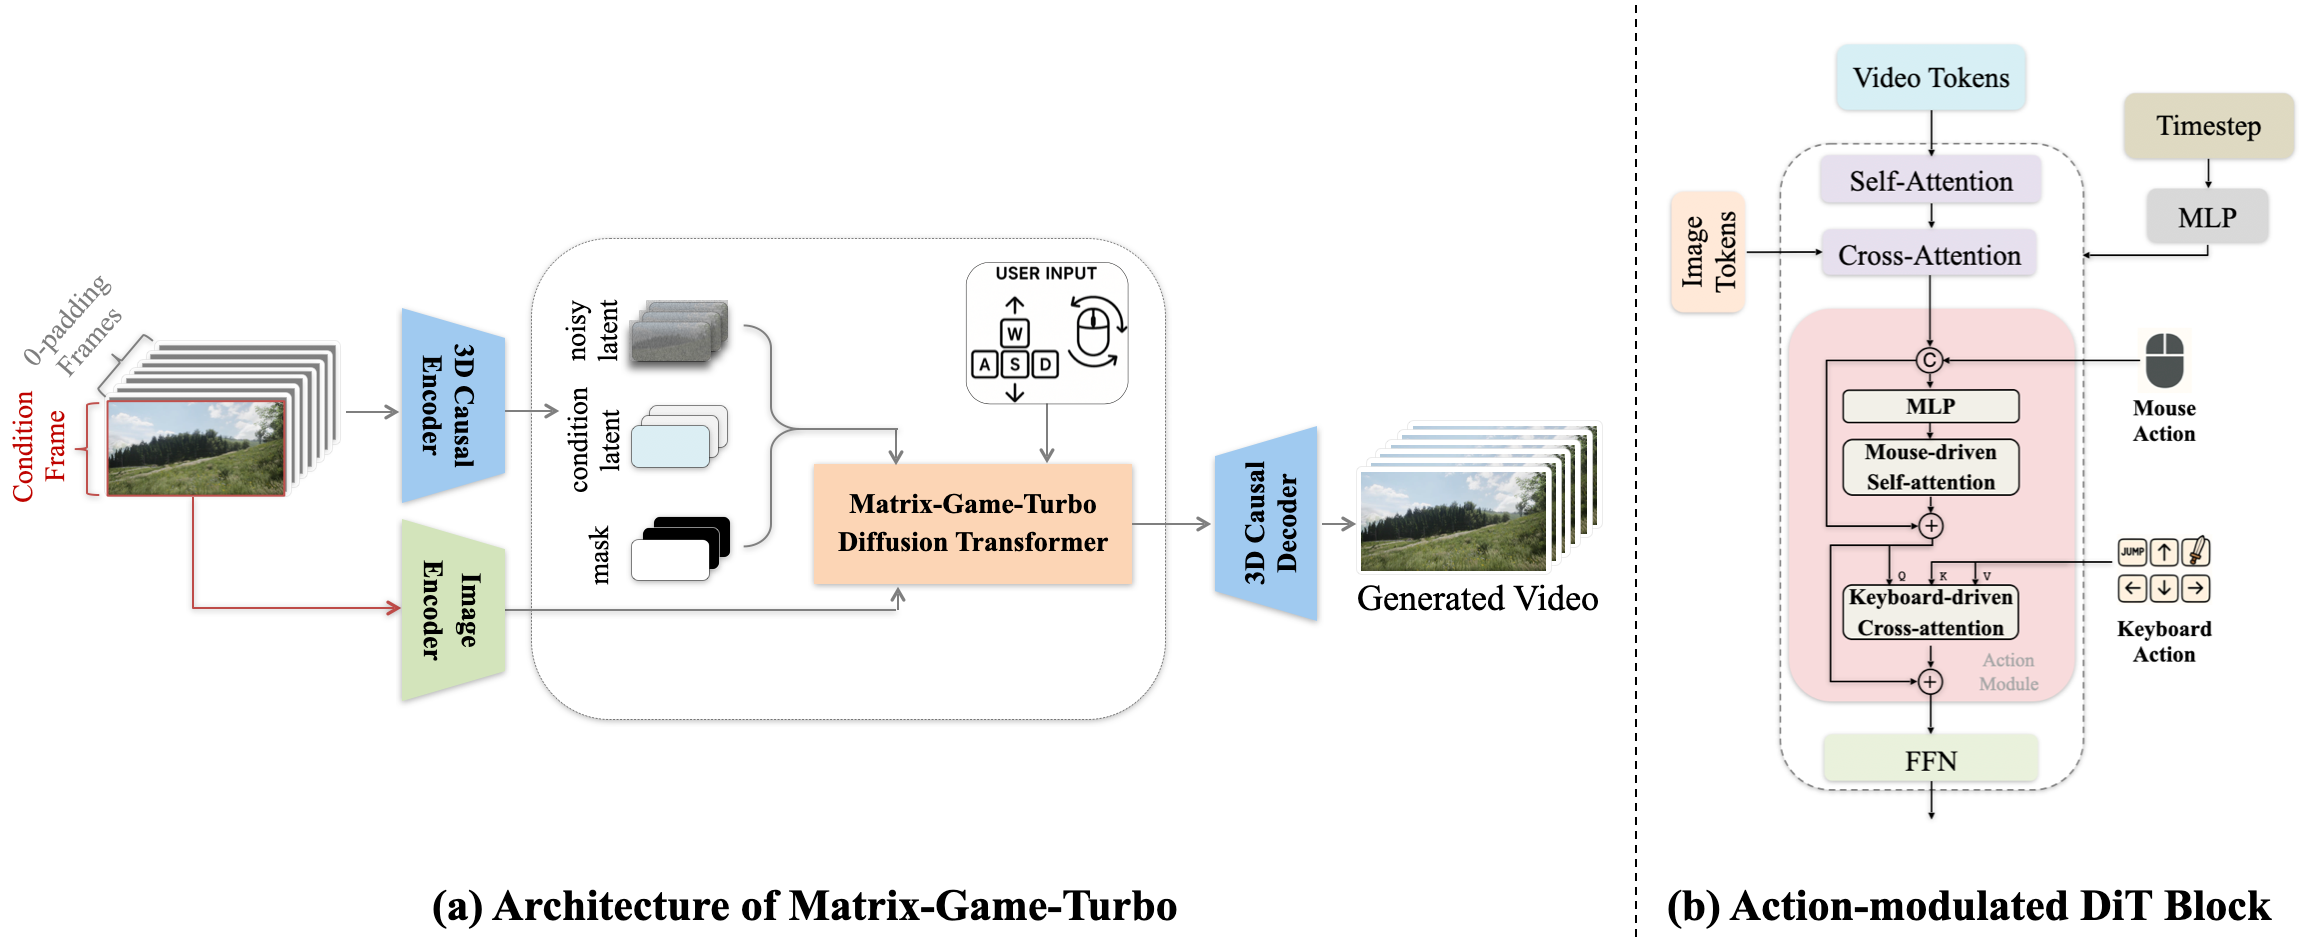 0-padding
Frames
Condition
Frame
3D Causal
Encoder
Image
Encoder
noisy
latent
condition
latent
mask
USER INPUT
W
A S D
Matrix-Game-Turbo
Diffusion Transformer
3D Causal
Decoder
Generated Video
(a) Architecture of Matrix-Game-Turbo
Video Tokens
Timestep
MLP
Self-Attention
Image
Tokens
Cross-Attention
C
Mouse
Action
MLP
Mouse-driven
Self-attention
Q K V
JUMP
Keyboard-driven
Cross-attention
Keyboard
Action
Action
Module
FFN
(b) Action-modulated DiT Block